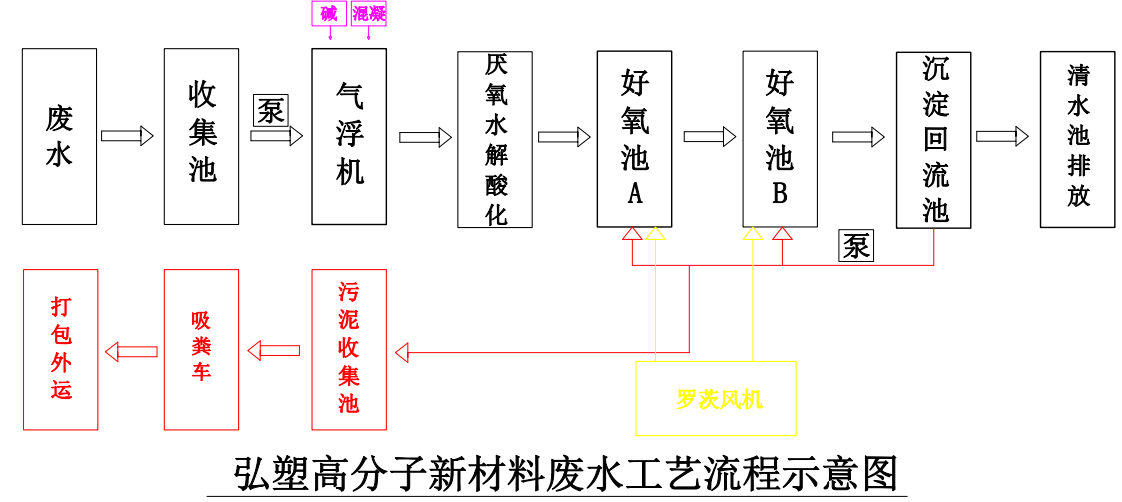 碱
混凝
废水
收集池
泵
气浮机
厌氧水解酸化
好氧池A
好氧池B
沉淀回流池
清水池排放
泵
打包外运
吸粪车
污泥收集池
罗茨风机
弘塑高分子新材料废水工艺流程示意图